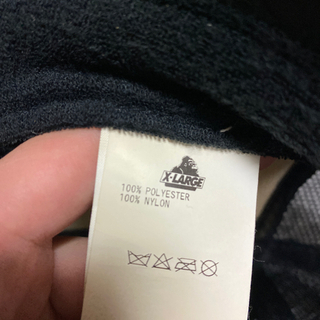 X-LARGE
100% POLYESTER
100% NYLON